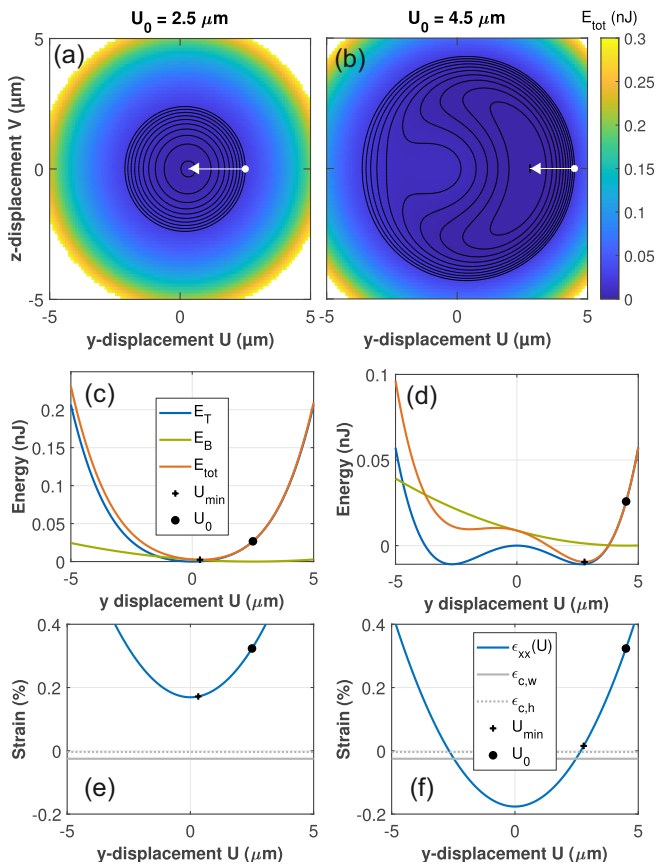 U_0 = 2.5 μm
U_0 = 4.5 μm
E_tot (nJ)
(a)
(b)
5
0
-5
z-displacement V (μm)
-5 0 5
-5 0 5
y-displacement U (μm)
y-displacement U (μm)
0.3
0.25
0.2
0.15
0.1
0.05
0
(c)
0.2
0.15
0.1
0.05
0
Energy (nJ)
E_T
E_B
E_tot
U_min
U_0
-5 0 5
y displacement U (μm)
(d)
0.1
0.05
0
Energy (nJ)
-5 0 5
y displacement U (μm)
(e)
0.4
0.2
0
-0.2
Strain (%)
-5 0 5
y-displacement U (μm)
(f)
0.4
0.2
0
-0.2
Strain (%)
ϵ_xx(U)
ϵ_c,w
ϵ_c,h
U_min
U_0
-5 0 5
y-displacement U (μm)